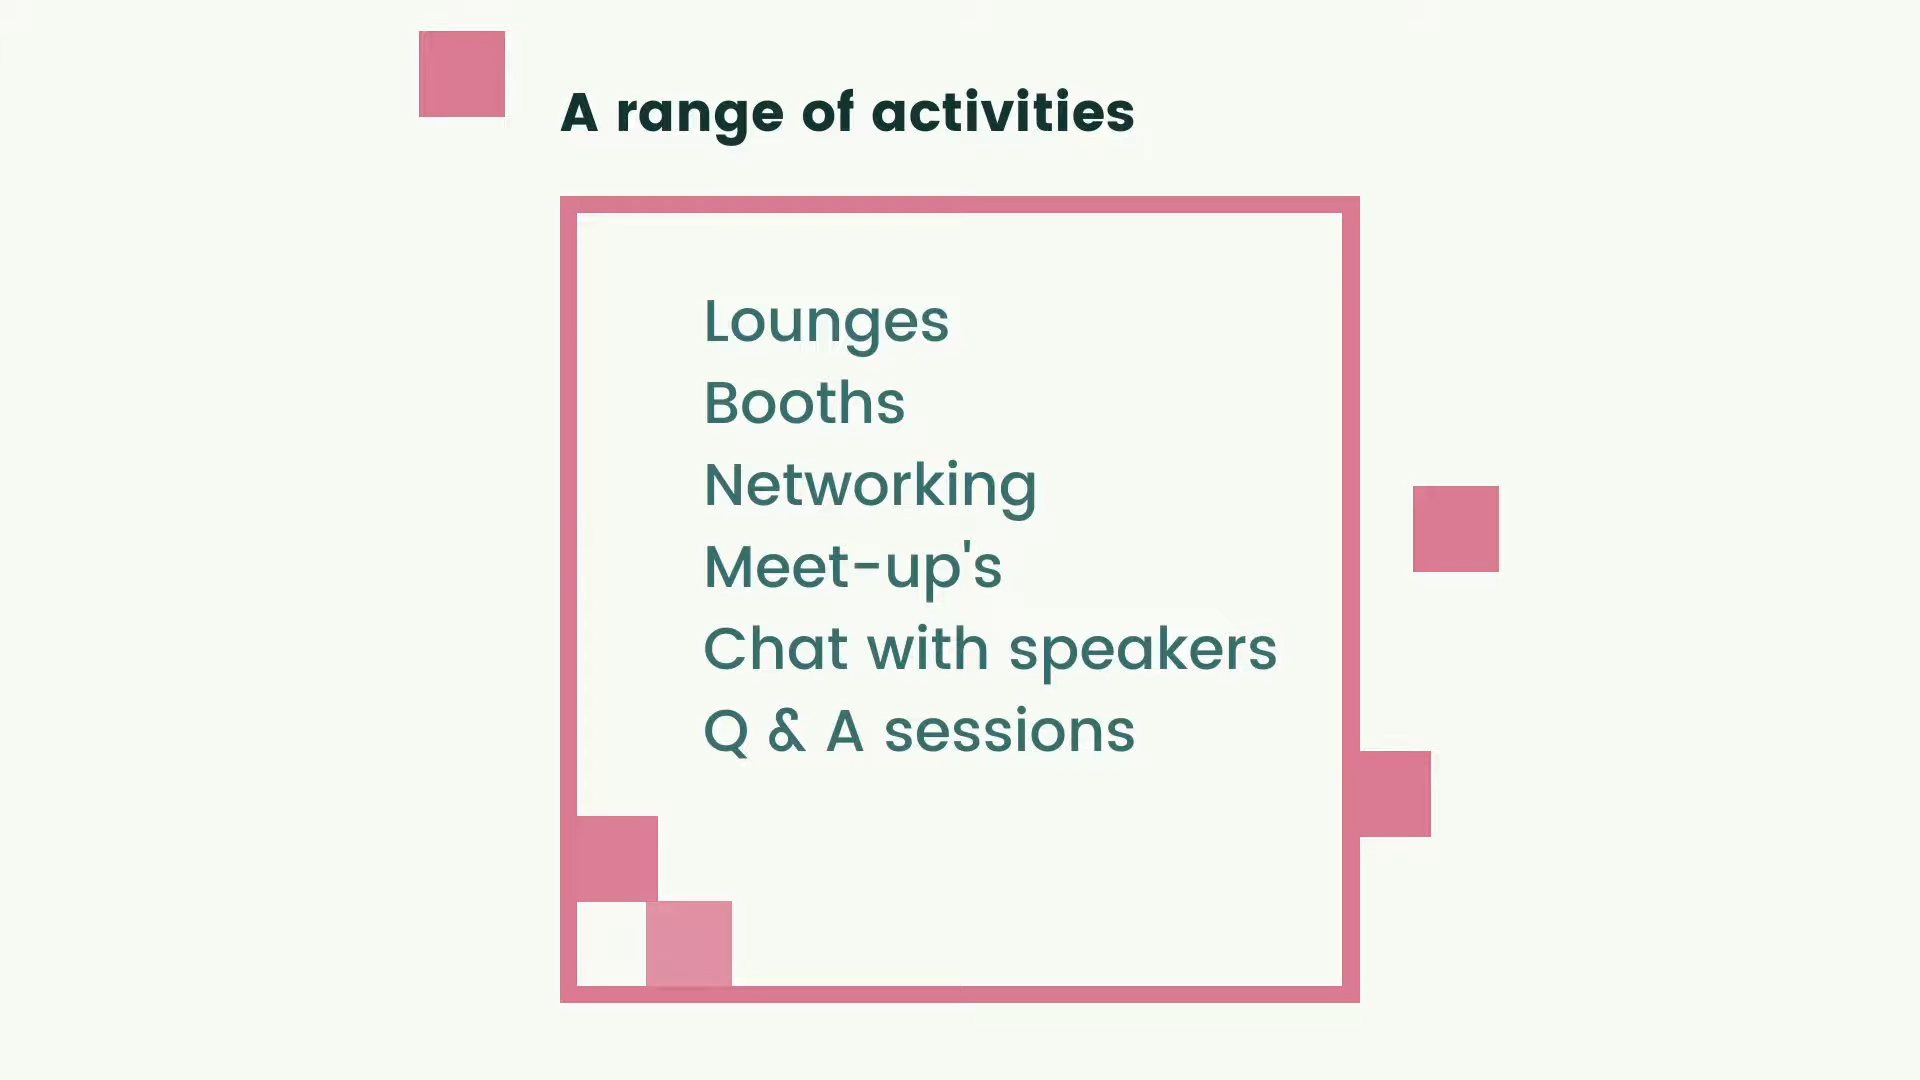 A range of activities
Lounges
Booths
Networking
Meet-up's
Chat with speakers
Q & A sessions